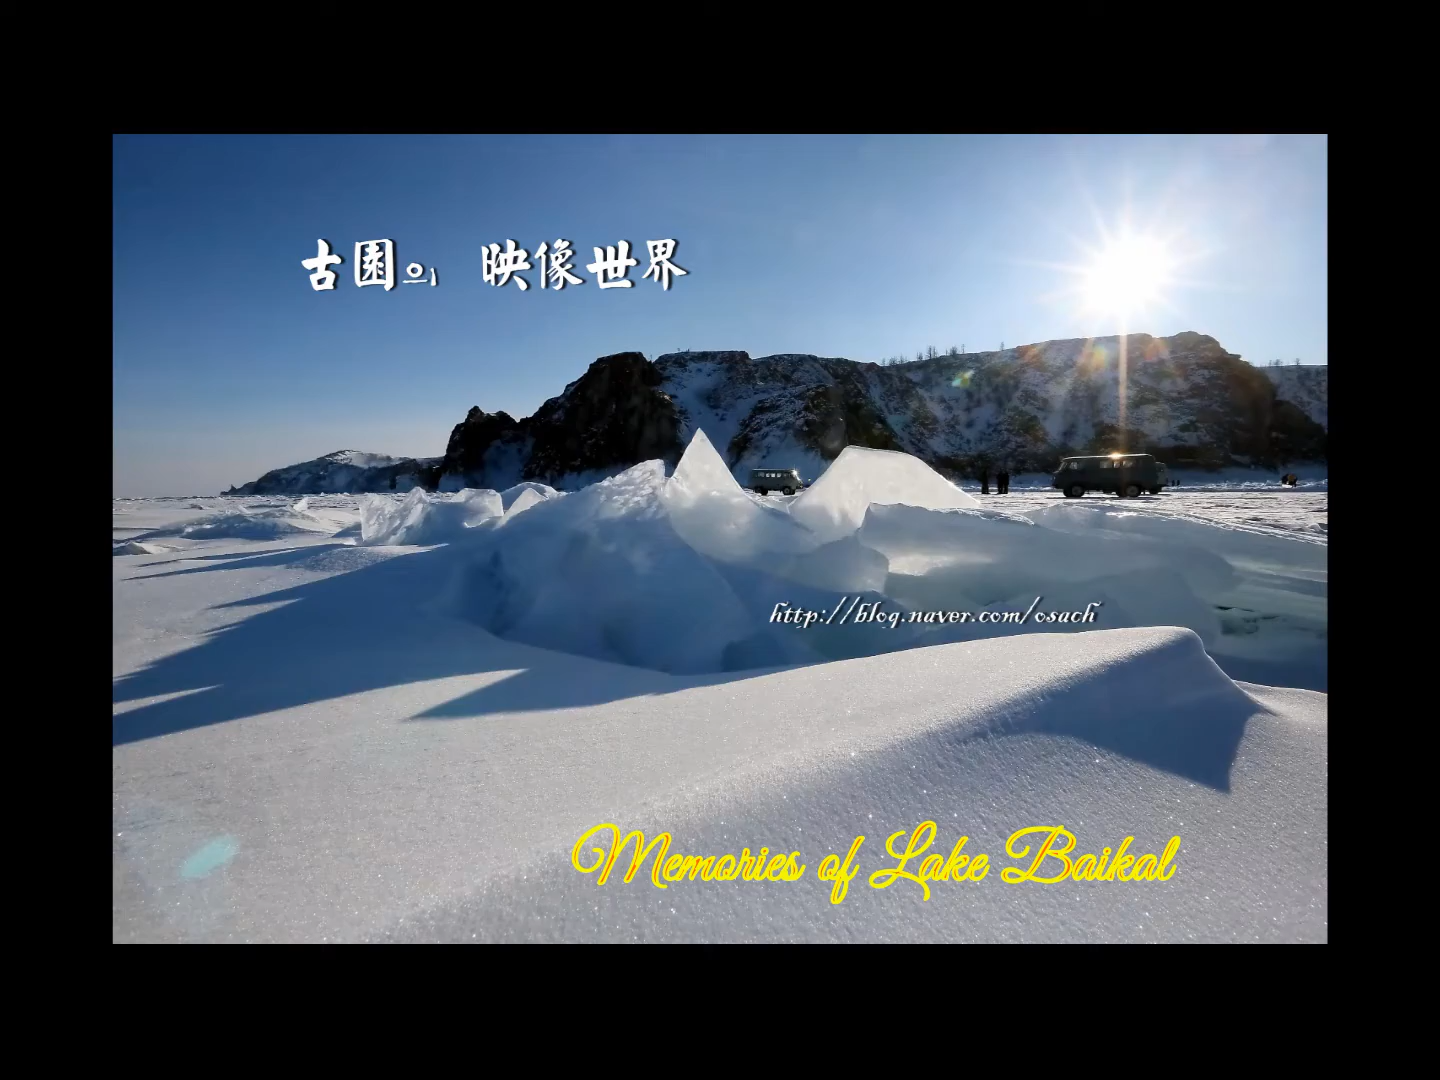 古園의 映像世界
http://blog.naver.com/osach
Memories of Lake Baikal